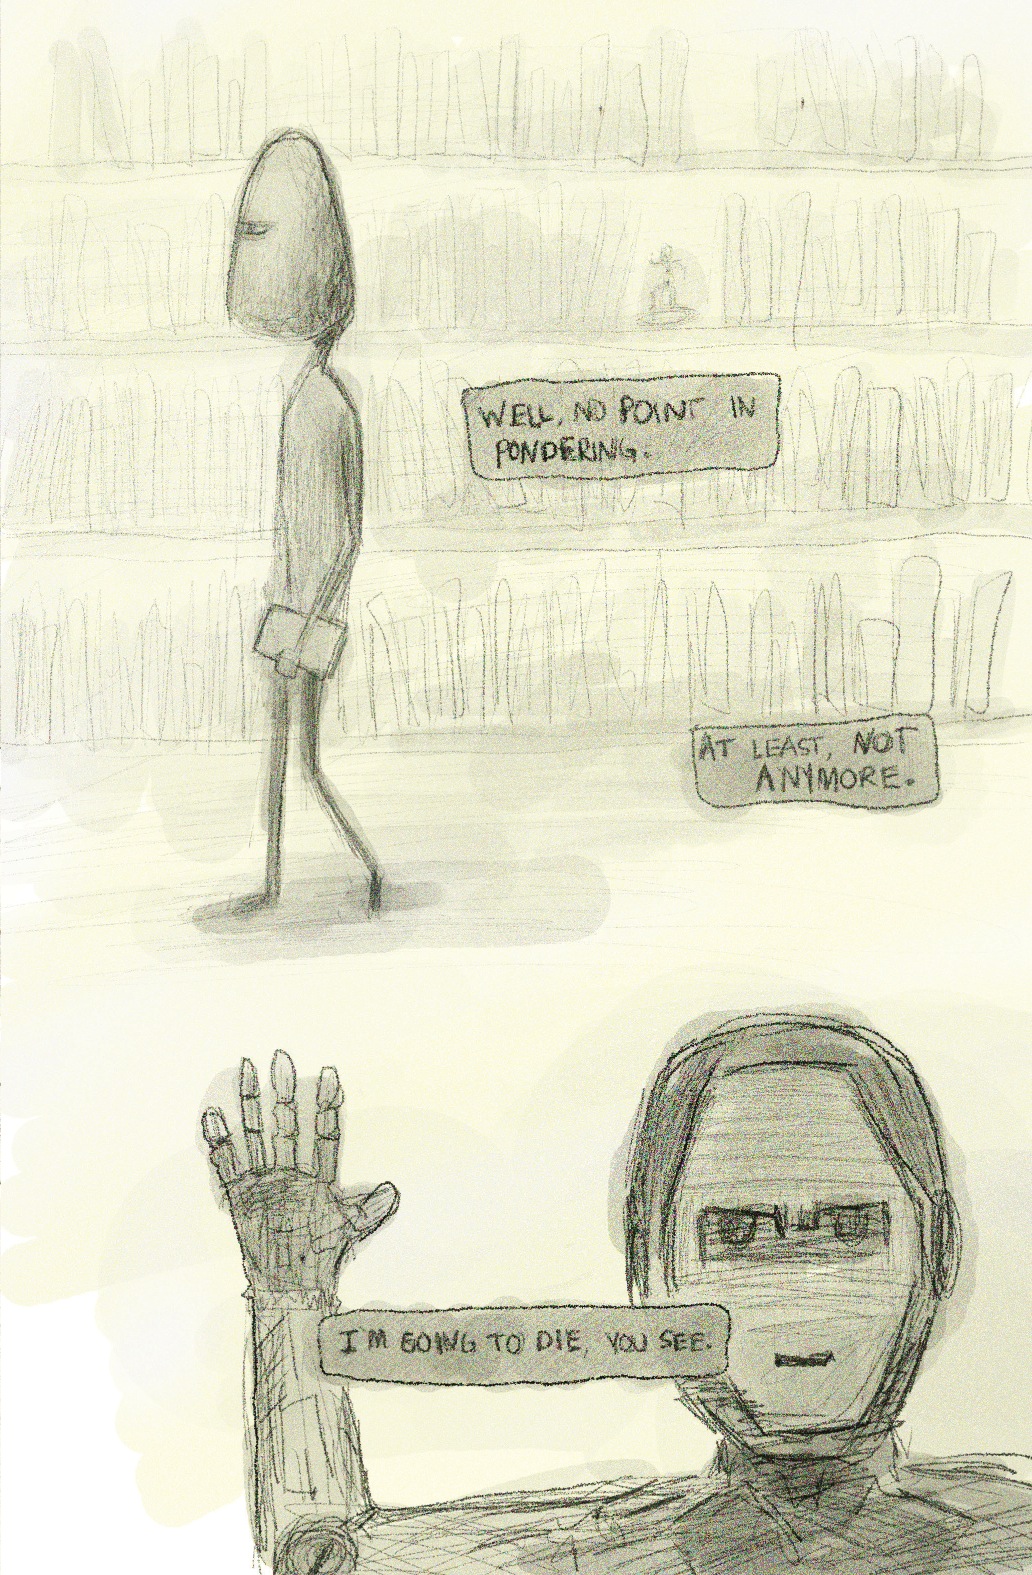 WELL, NO POINT IN
PONDERING.
AT LEAST, NOT
ANYMORE.
I'M GOING TO DIE, YOU SEE.